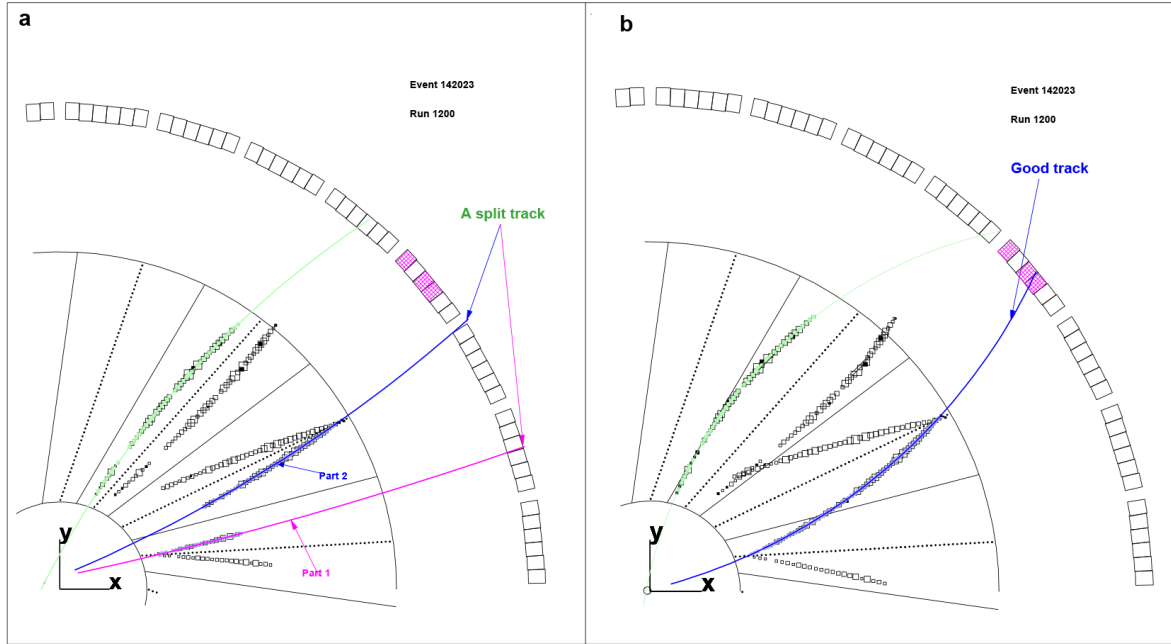 a
Event 142023
Run 1200
A split track
Part 2
Part 1
y
x
b
Event 142023
Run 1200
Good track
y
x